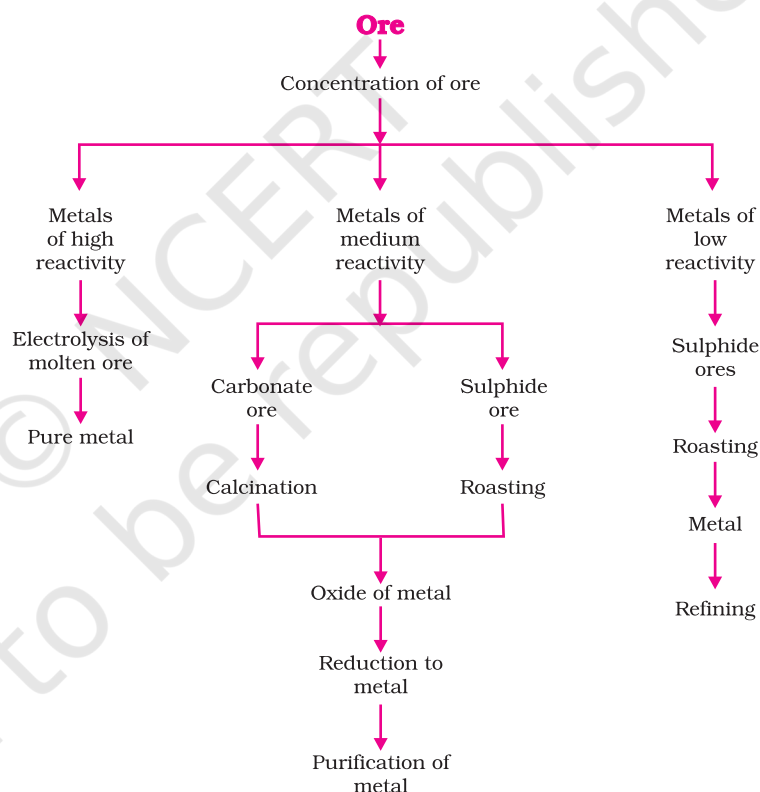 Ore
Concentration of ore
Metals
of high
reactivity
Electrolysis of
molten ore
Pure metal
Metals of
medium
reactivity
Carbonate
ore
Calcination
Sulphide
ore
Roasting
Oxide of metal
Reduction to
metal
Purification of
metal
Metals of
low
reactivity
Sulphide
ores
Roasting
Metal
Refining
© NCERT
to be republishe